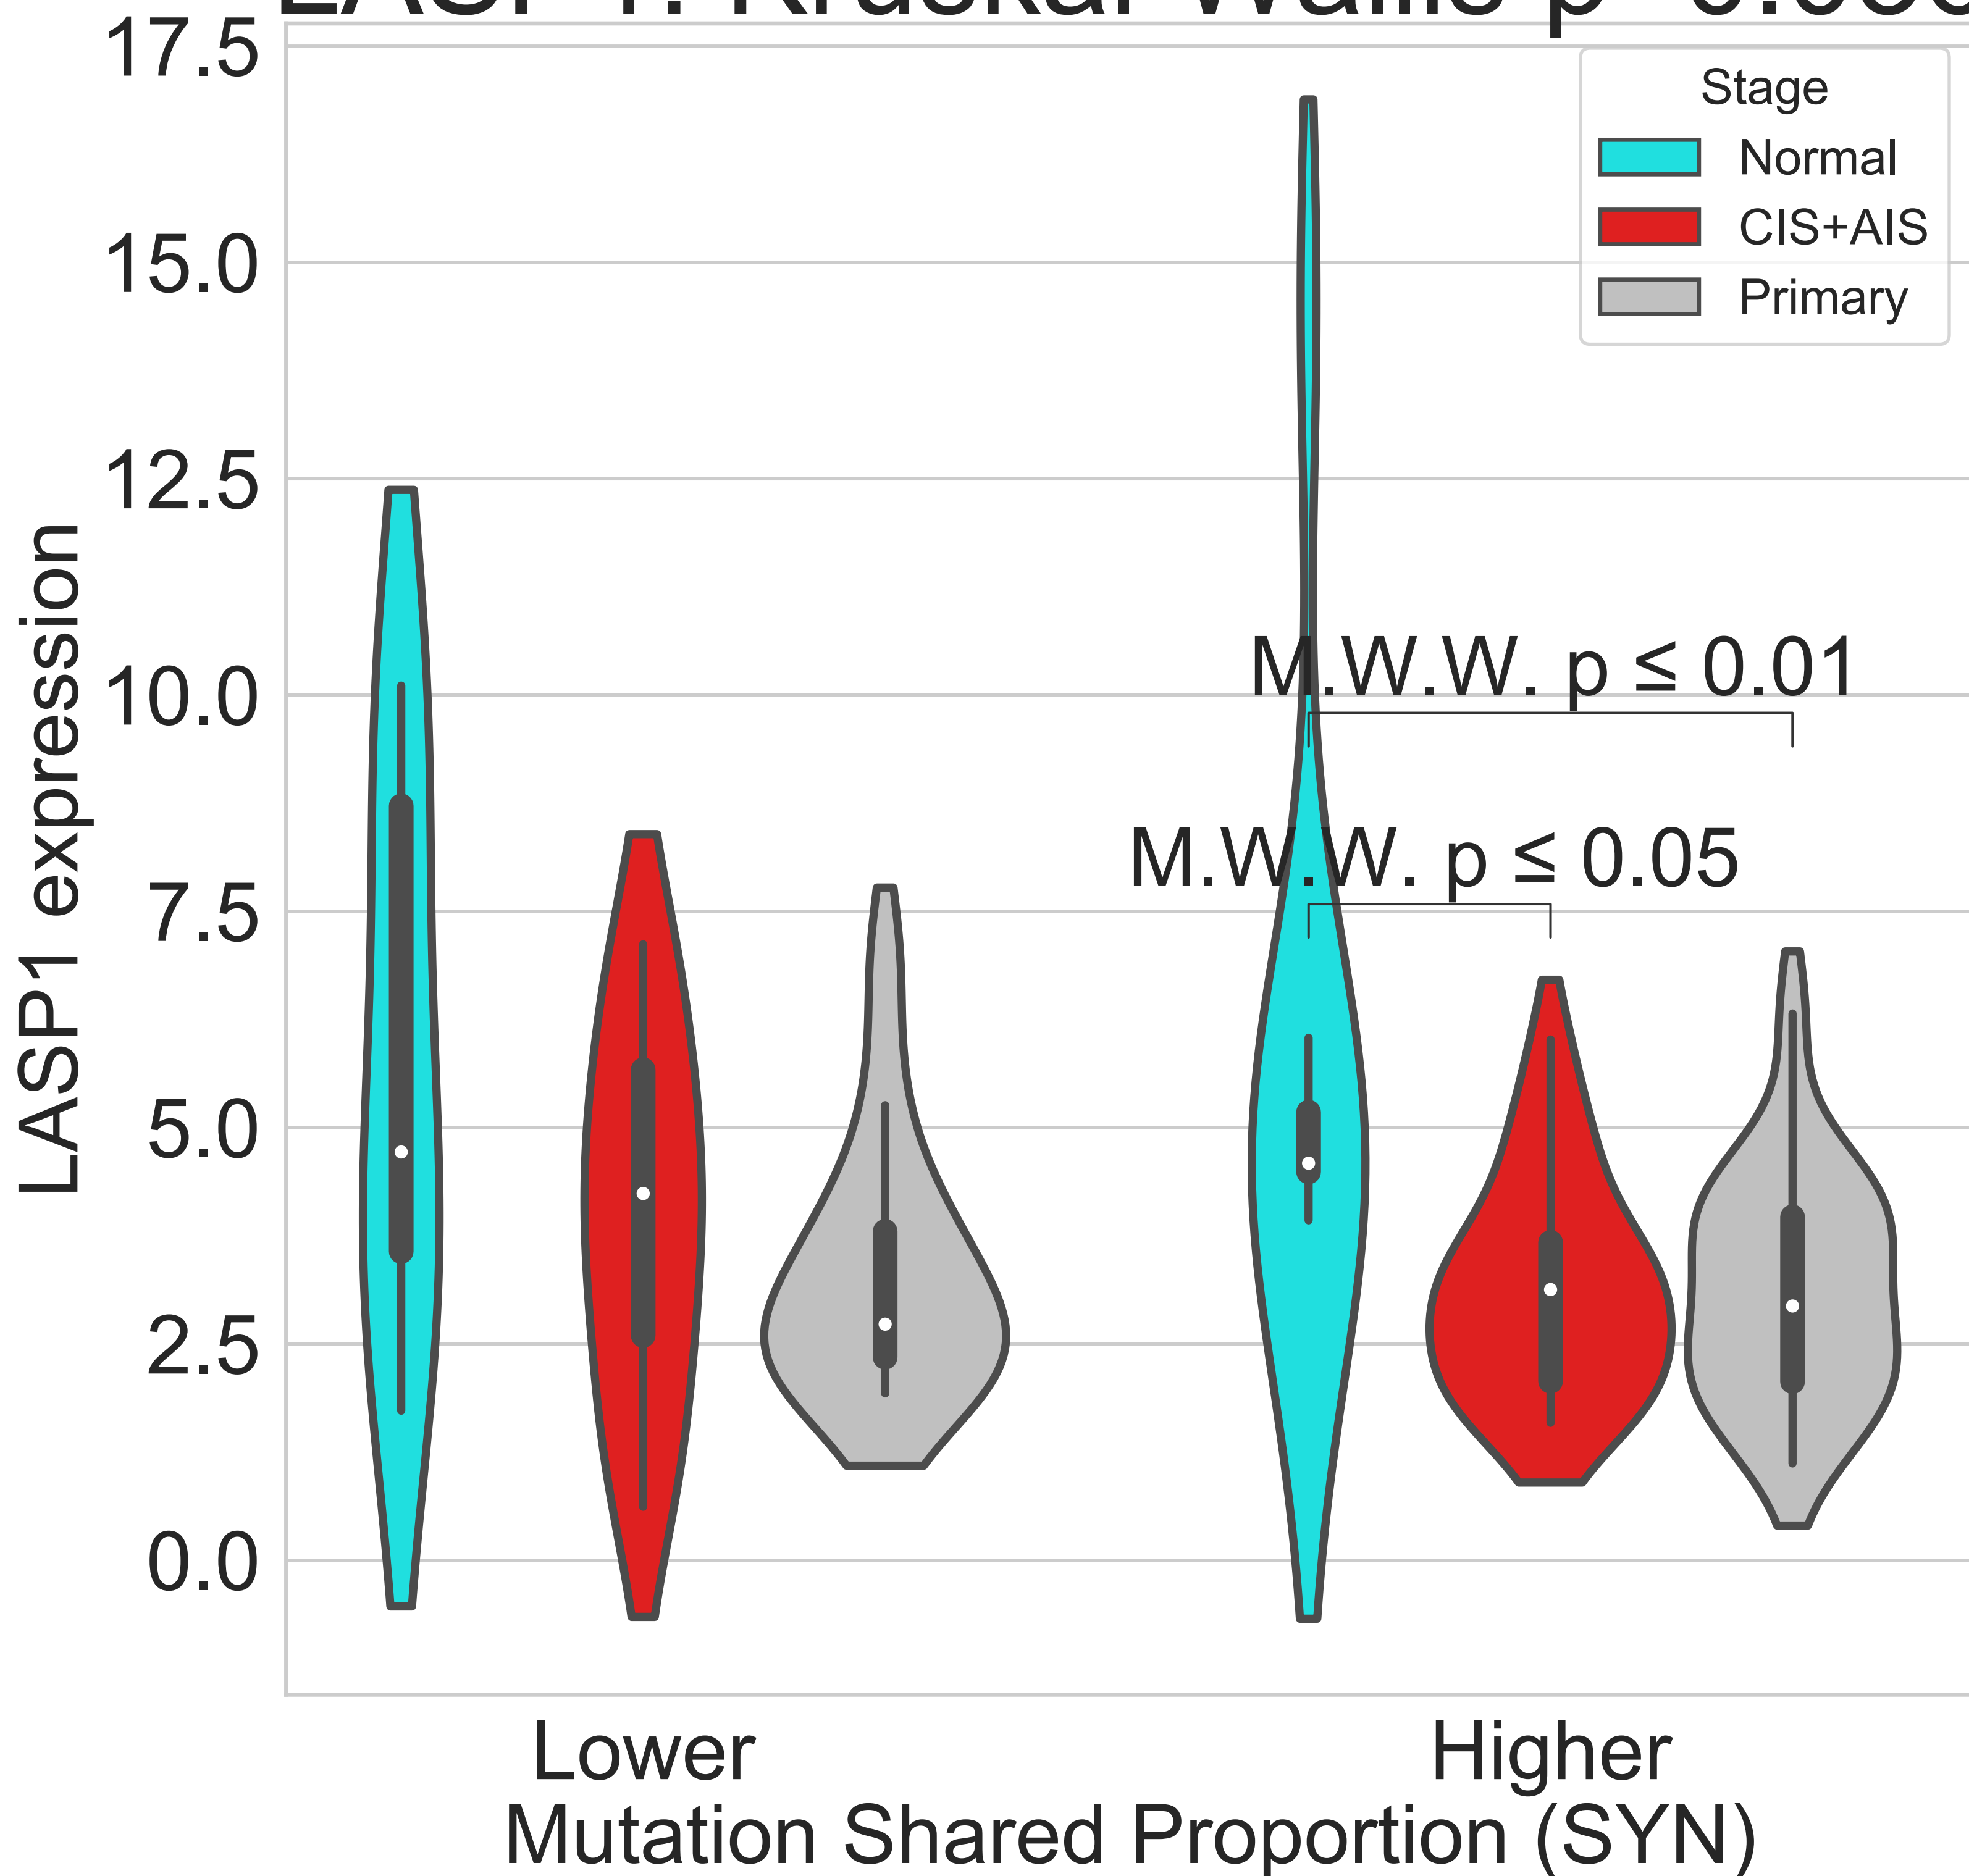 17.5
15.0
12.5
10.0
7.5
5.0
2.5
0.0
LASP1 expression
Stage
Normal
CIS+AIS
Primary
M.W.W. p ≤ 0.01
M.W.W. p ≤ 0.05
Lower
Higher
Mutation Shared Proportion (SYN)